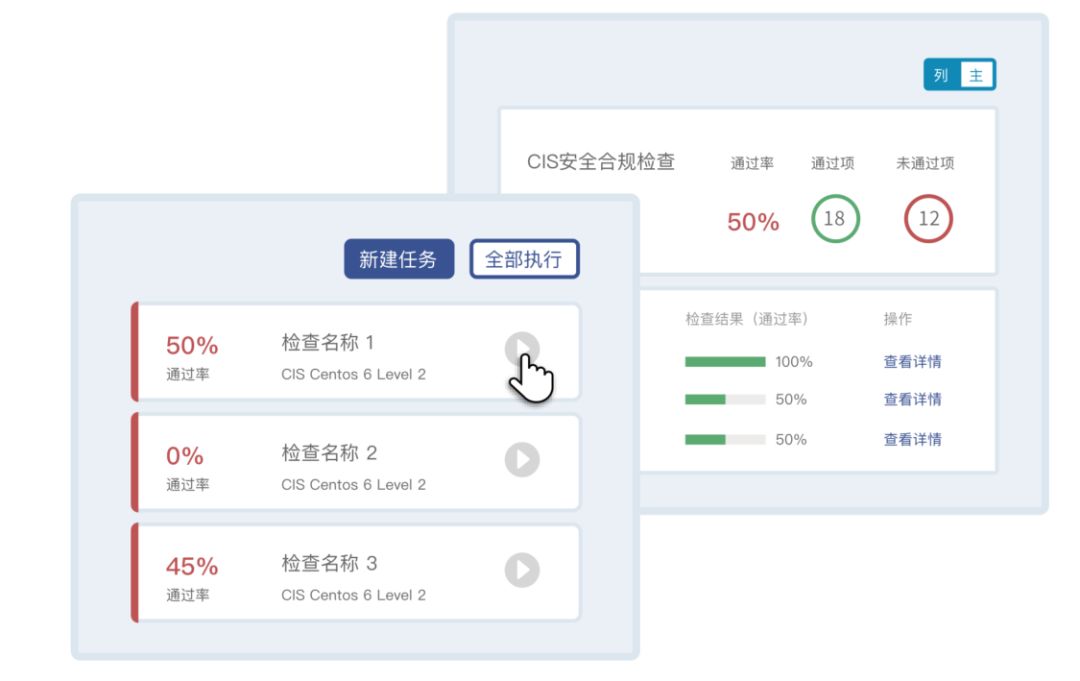 列 主
CIS安全合规检查 通过率 通过项 未通过项
50% 18 12
检查结果（通过率） 操作
100% 查看详情
50% 查看详情
50% 查看详情
新建任务 全部执行
50% 检查名称 1
通过率 CIS Centos 6 Level 2
0% 检查名称 2
通过率 CIS Centos 6 Level 2
45% 检查名称 3
通过率 CIS Centos 6 Level 2